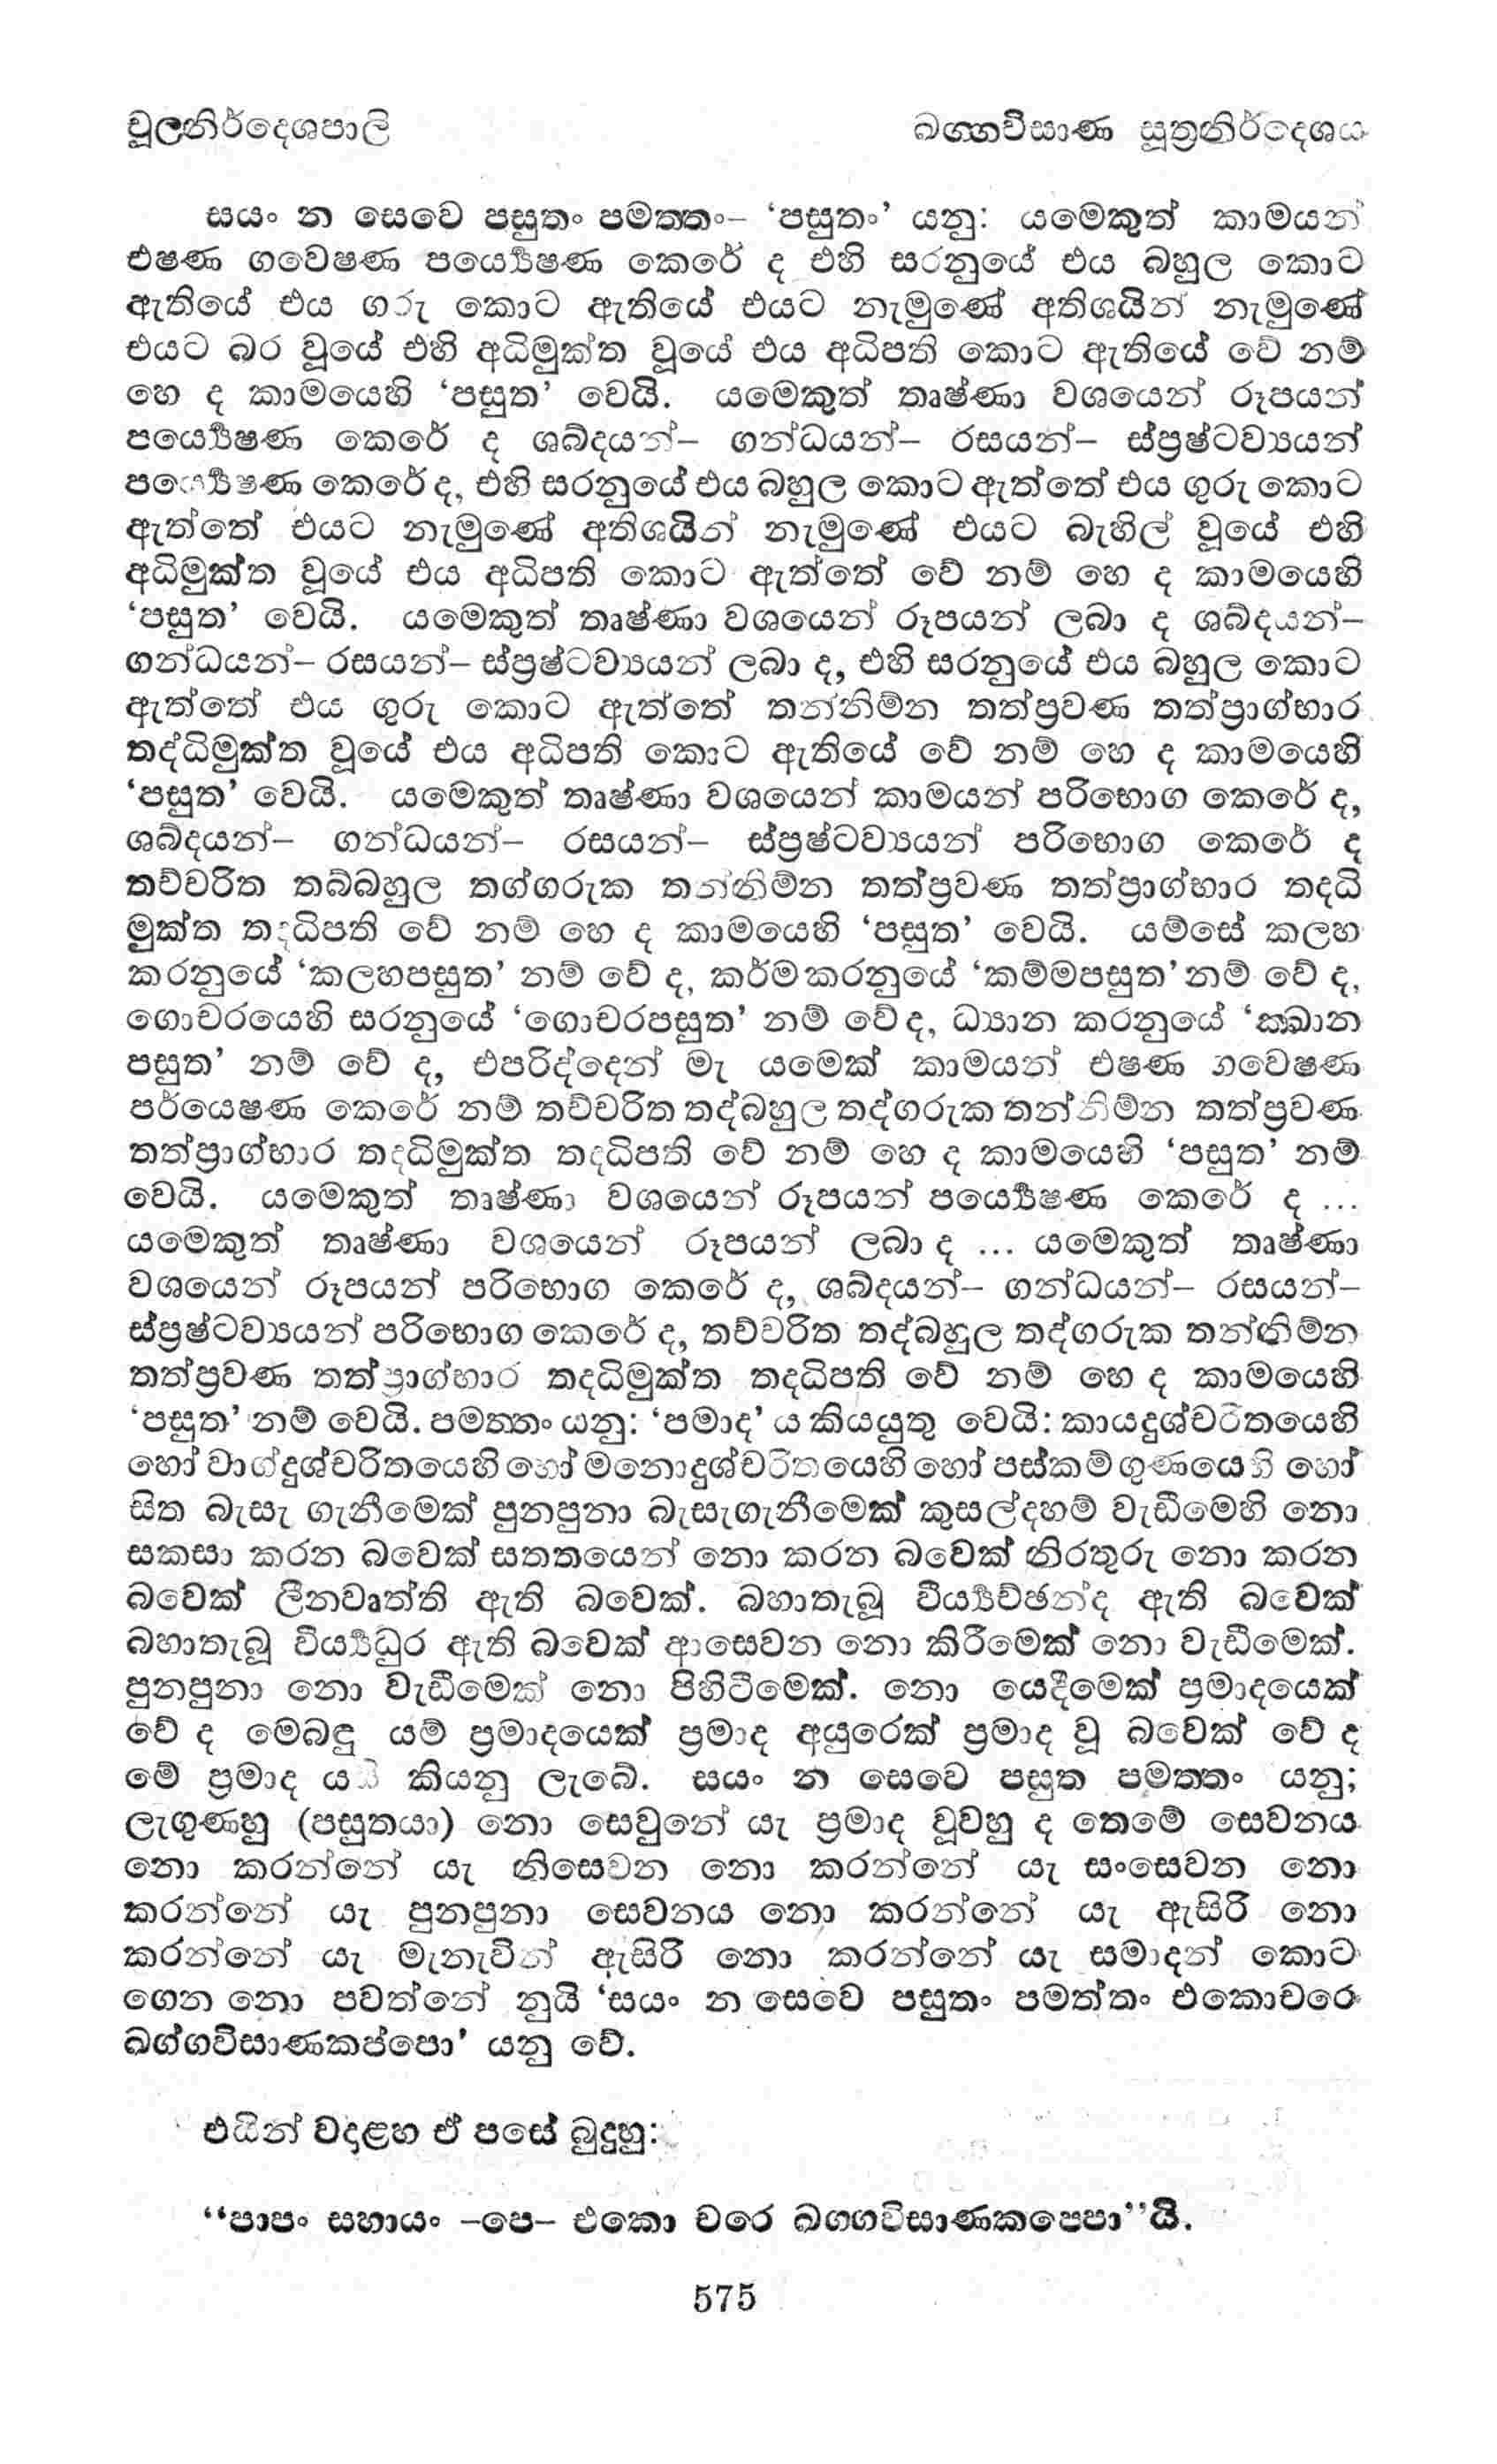 චූලනිර්දෙශපාලි
ඛග්ගවිසාණ සූත්‍රනිර්දෙශය
සයං න සෙවෙ පසුතං පමත්තං– ‘පසුතං’ යනු: යමෙකුත් කාමයන්
එෂණ ගවෙෂණ පර්‍ය්‍යෙෂණ කෙරේ ද එහි සරනුයේ එය බහුල කොට
ඇතියේ එය ගරු කොට ඇතියේ එයට නැමුණේ අතිශයින් නැමුණේ
එයට බර වූයේ එහි අධිමුක්ත වූයේ එය අධිපති කොට ඇතියේ වේ නම්
හෙ ද කාමයෙහි ‘පසුත’ වෙයි. යමෙකුත් තෘෂ්ණා වශයෙන් රූපයන්
පර්‍ය්‍යෙෂණ කෙරේ ද ශබ්දයන්– ගන්ධයන්– රසයන්– ස්ප්‍රෂ්ටව්‍යයන්
පර්‍ය්‍යෙෂණ කෙරේ ද, එහි සරනුයේ එය බහුල කොට ඇත්තේ එය ගුරු කොට
ඇත්තේ එයට නැමුණේ අතිශයින් නැමුණේ එයට බැහිල් වූයේ එහි
අධිමුක්ත වූයේ එය අධිපති කොට ඇත්තේ වේ නම් හෙ ද කාමයෙහි
‘පසුත’ වෙයි. යමෙකුත් තෘෂ්ණා වශයෙන් රූපයන් ලබා ද ශබ්දයන්–
ගන්ධයන්– රසයන්– ස්ප්‍රෂ්ටව්‍යයන් ලබා ද, එහි සරනුයේ එය බහුල කොට
ඇත්තේ එය ගුරු කොට ඇත්තේ තන්නිම්න තත්ප්‍රවණ තත්ප්‍රාග්භාර
තද්ධිමුක්ත වූයේ එය අධිපති කොට ඇතියේ වේ නම් හෙ ද කාමයෙහි
‘පසුත’ වෙයි. යමෙකුත් තෘෂ්ණා වශයෙන් කාමයන් පරිභොග කෙරේ ද,
ශබ්දයන්– ගන්ධයන්– රසයන්– ස්ප්‍රෂ්ටව්‍යයන් පරිභොග කෙරේ ද
තච්චරිත තබ්බහුල තග්ගරුක තන්නිම්න තත්ප්‍රවණ තත්ප්‍රාග්භාර තදධි
මුක්ත තදධිපති වේ නම් හෙ ද කාමයෙහි ‘පසුත’ වෙයි. යම්සේ කලහ
කරනුයේ ‘කලහපසුත’ නම් වේ ද, කර්ම කරනුයේ ‘කම්මපසුත’ නම් වේ ද,
ගොචරයෙහි සරනුයේ ‘ගොචරපසුත’ නම් වේ ද, ධ්‍යාන කරනුයේ ‘ඣාන
පසුත’ නම් වේ ද, එපරිද්දෙන් මැ යමෙක් කාමයන් එෂණ ගවෙෂණ
පර්යෙෂණ කෙරේ නම් තච්චරිත තද්බහුල තද්ගරුක තන්නිම්න තත්ප්‍රවණ
තත්ප්‍රාග්භාර තදධිමුක්ත තදධිපති වේ නම් හෙ ද කාමයෙහි ‘පසුත’ නම්
වෙයි. යමෙකුත් තෘෂ්ණා වශයෙන් රූපයන් පර්‍ය්‍යෙෂණ කෙරේ ද ...
යමෙකුත් තෘෂ්ණා වශයෙන් රූපයන් ලබා ද ... යමෙකුත් තෘෂ්ණා
වශයෙන් රූපයන් පරිභොග කෙරේ ද, ශබ්දයන්– ගන්ධයන්– රසයන්–
ස්ප්‍රෂ්ටව්‍යයන් පරිභොග කෙරේ ද, තච්චරිත තද්බහුල තද්ගරුක තන්නිම්න
තත්ප්‍රවණ තත්ප්‍රාග්භාර තදධිමුක්ත තදධිපති වේ නම් හෙ ද කාමයෙහි
‘පසුත’ නම් වෙයි. පමත්තං යනු: ‘පමාද’ ය කියයුතු වෙයි: කායදුශ්චරිතයෙහි
හෝ වාග්දුශ්චරිතයෙහි හෝ මනොදුශ්චරිතයෙහි හෝ පස්කම් ගුණයෙහි හෝ
සිත බැසැ ගැනීමෙක් පුනපුනා බැසැගැනීමෙක් කුසල්දහම් වැඩීමෙහි නො
සකසා කරන බවෙක් සතතයෙන් නො කරන බවෙක් නිරතුරු නො කරන
බවෙක් ලීනවෘත්ති ඇති බවෙක්. බහාතැබූ වීර්‍ය්‍යච්ඡන්ද ඇති බවෙක්
බහාතැබූ වීර්‍ය්‍යධුර ඇති බවෙක් ආසෙවන නො කිරීමෙක් නො වැඩීමෙක්.
පුනපුනා නො වැඩීමෙක් නො පිහිටීමෙක්. නො යෙදීමෙක් ප්‍රමාදයෙක්
වේ ද මෙබඳු යම් ප්‍රමාදයෙක් ප්‍රමාද අයුරෙක් ප්‍රමාද වූ බවෙක් වේ ද
මේ ප්‍රමාද යයි කියනු ලැබේ. සයං න සෙවෙ පසුත පමත්තං යනු;
ලැගුණහු (පසුතයා) නො සෙවුනේ යැ ප්‍රමාද වූවහු ද තෙමේ සෙවනය
නො කරන්නේ යැ නිසෙවන නො කරන්නේ යැ සංසෙවන නො
කරන්නේ යැ පුනපුනා සෙවනය නො කරන්නේ යැ ඇසිරි නො
කරන්නේ යැ මැනැවින් ඇසිරි නො කරන්නේ යැ සමාදන් කොට
ගෙන නො පවත්නේ නුයි ‘සයං න සෙවෙ පසුතං පමත්තං එකොචරෙ
ඛග්ගවිසාණකප්පො’ යනු වේ.
එයින් වදාළහ ඒ පසේ බුදුහු:
“පාපං සහායං –පෙ– එකො චරෙ ඛගගවිසාණකපෙපා”යි.
575